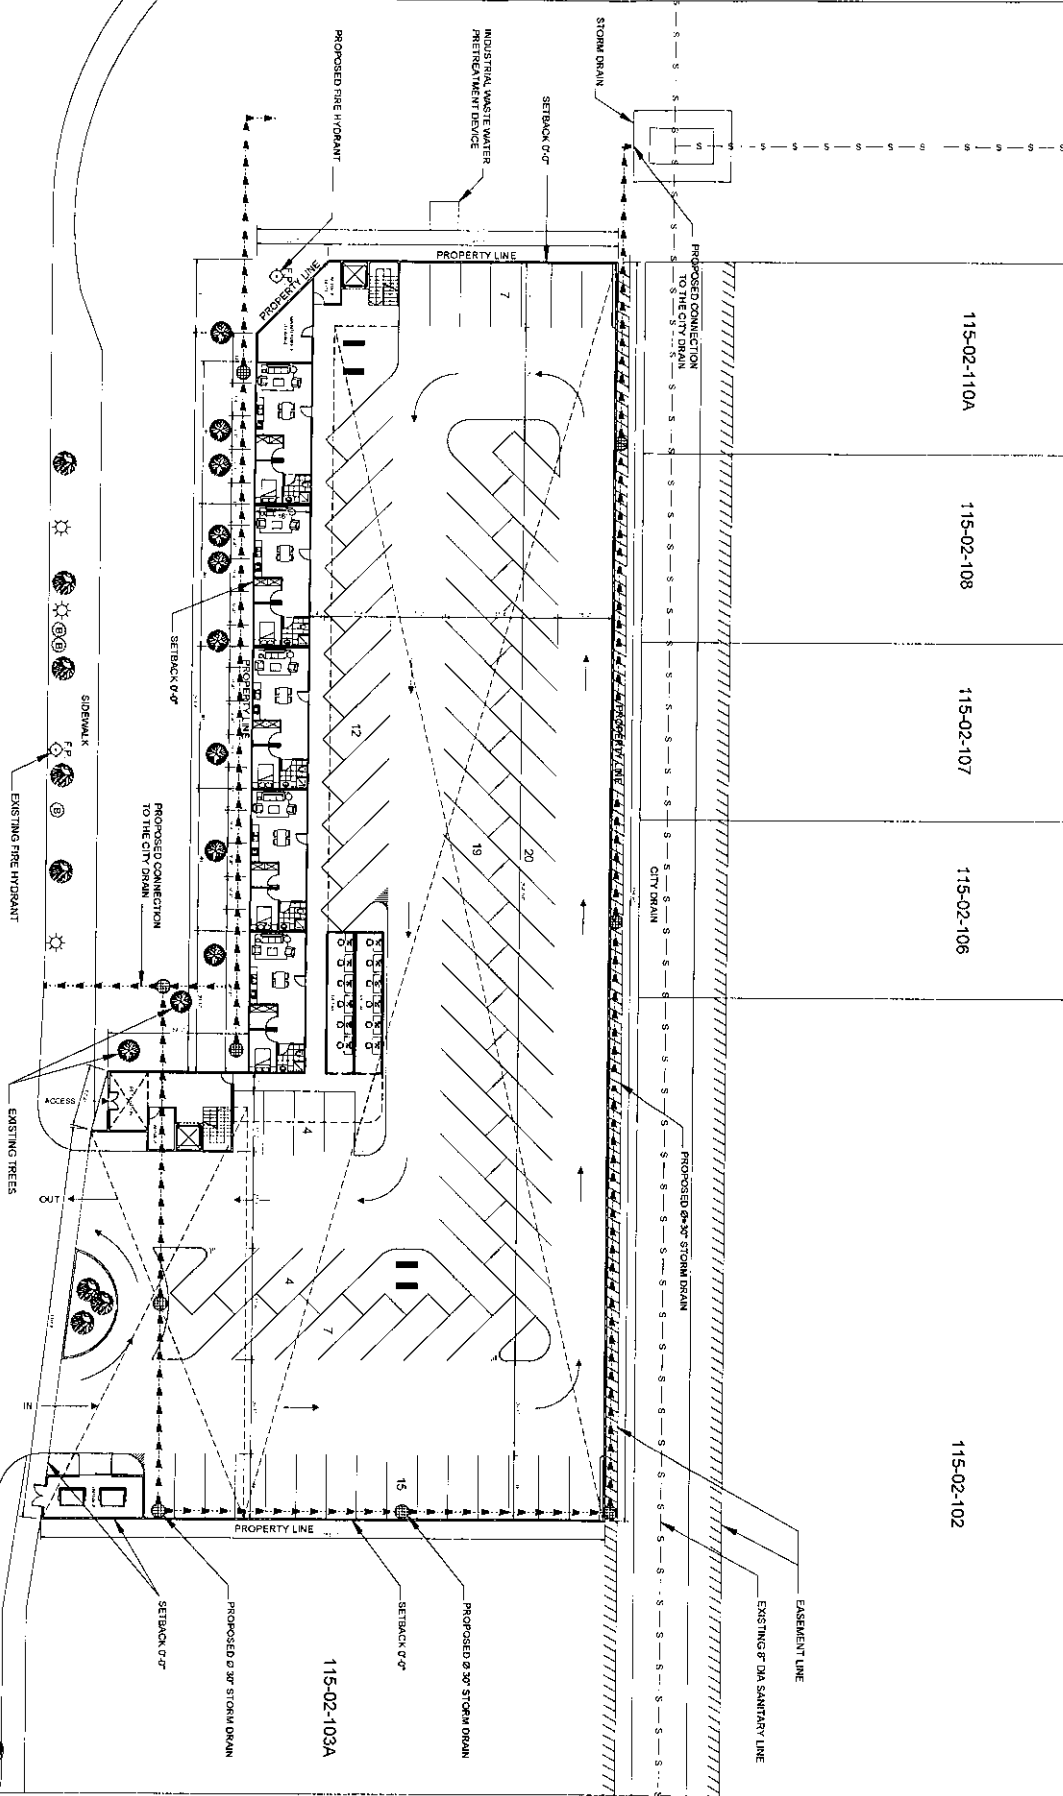 STORM DRAIN
INDUSTRIAL WASTE WATER
PRETREATMENT DEVICE
PROPOSED FIRE HYDRANT
SETBACK 0'-0"
PROPOSED CONNECTION
TO THE CITY DRAIN
115-02-110A
115-02-108
115-02-107
115-02-106
115-02-102
115-02-103A
PROPERTY LINE
F.P.
PROPERTY LINE
7
SETBACK 0'-0"
PROPERTY LINE
PROPERTY LINE
12
19
20
CITY DRAIN
SIDEWALK
F.P.
B
B
B
EXISTING FIRE HYDRANT
PROPOSED CONNECTION
TO THE CITY DRAIN
EXISTING TREES
ACCESS
OUT
IN
4
4
7
15
PROPOSED Ø=30" STORM DRAIN
PROPERTY LINE
SETBACK 0'-0"
PROPOSED Ø 30" STORM DRAIN
SETBACK 0'-0"
PROPOSED Ø 30" STORM DRAIN
EXISTING 8" DIA SANITARY LINE
EASEMENT LINE